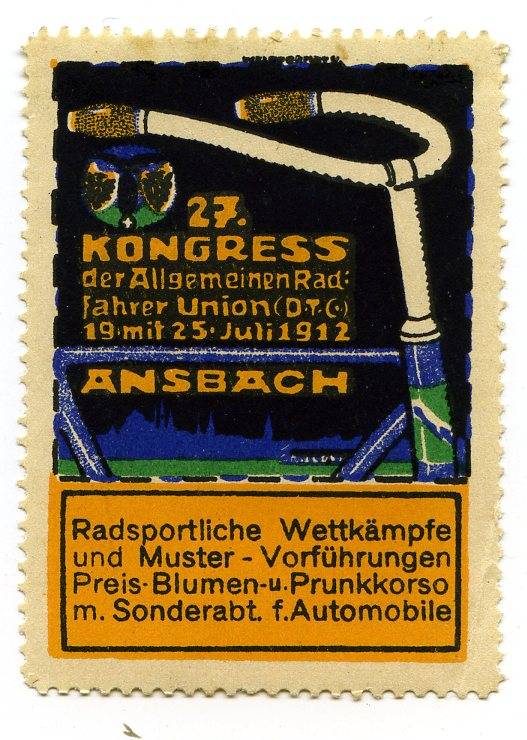 27.
KONGRESS
der Allgemeinen Rad:
fahrer Union (D.T.C.)
19. mit 25. Juli 1912
ANSBACH
Radsportliche Wettkämpfe
und Muster - Vorführungen
Preis-Blumen-u. Prunkkorso
m. Sonderabt. f. Automobile